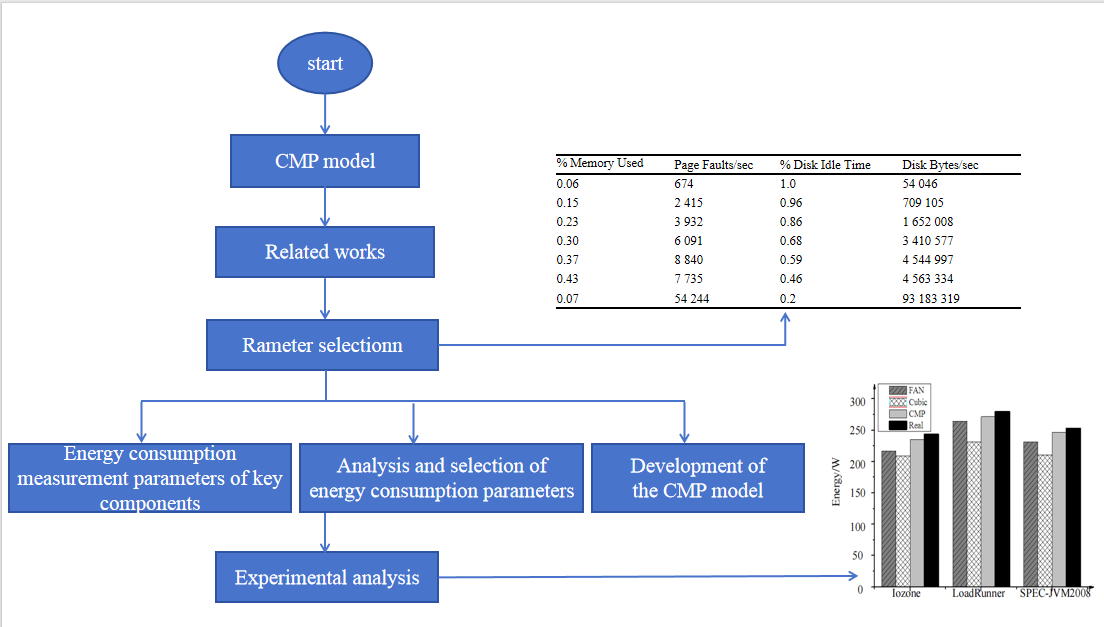 start
CMP model
Related works
Rameter selectionn
% Memory Used Page Faults/sec % Disk Idle Time Disk Bytes/sec
0.06 674 1.0 54 046
0.15 2 415 0.96 709 105
0.23 3 932 0.86 1 652 008
0.30 6 091 0.68 3 410 577
0.37 8 840 0.59 4 544 997
0.43 7 735 0.46 4 563 334
0.07 54 244 0.2 93 183 319
Energy consumption
measurement parameters of key
components
Analysis and selection of
energy consumption parameters
Development of
the CMP model
Experimental analysis
FAN
Cubic
CMP
Real
Energy/W
300
250
200
150
100
50
0
Iozone LoadRunner SPEC-JVM2008